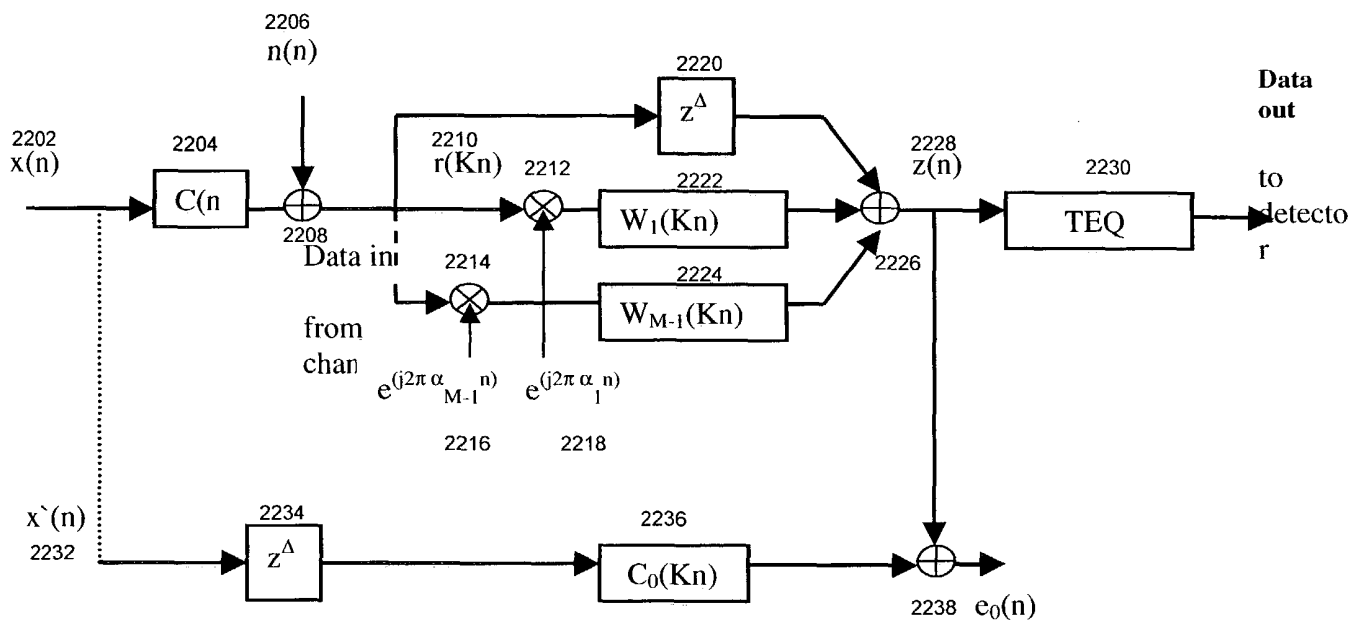 2206
n(n)
2220
z^Δ
Data
out
2202
x(n)
2204
C(n
2208
2210
r(Kn)
2212
2222
W₁(Kn)
2228
z(n)
2230
TEQ
to
detecto
r
Data in
2214
2224
W_{M-1}(Kn)
2226
from
chan
e^{(j2π α_{M-1} n)}
e^{(j2π α_1 n)}
2216
2218
x`(n)
2232
2234
z^Δ
2236
C₀(Kn)
2238
e₀(n)